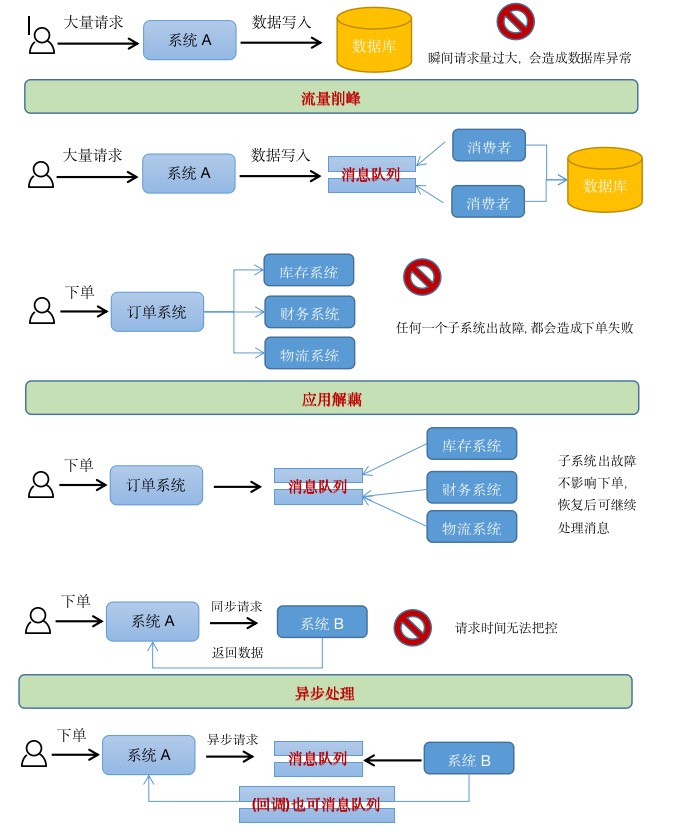 大量请求
系统 A
数据写入
数据库
瞬间请求量过大，会造成数据库异常
流量削峰
大量请求
系统 A
数据写入
消息队列
消费者
消费者
数据库
下单
订单系统
库存系统
财务系统
物流系统
任何一个子系统出故障, 都会造成下单失败
应用解藕
下单
订单系统
消息队列
库存系统
财务系统
物流系统
子系统出故障
不影响下单，
恢复后可继续
处理消息
下单
系统 A
同步请求
返回数据
系统 B
请求时间无法把控
异步处理
下单
系统 A
异步请求
消息队列
系统 B
(回调)也可消息队列